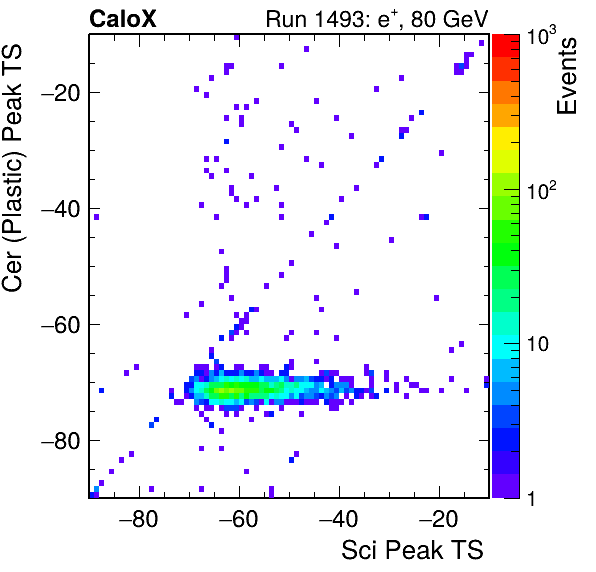 CaloX Run 1493: e⁺, 80 GeV
Cer (Plastic) Peak TS
−20
−40
−60
−80
−80 −60 −40 −20
Sci Peak TS
10³
10²
10
1
Events